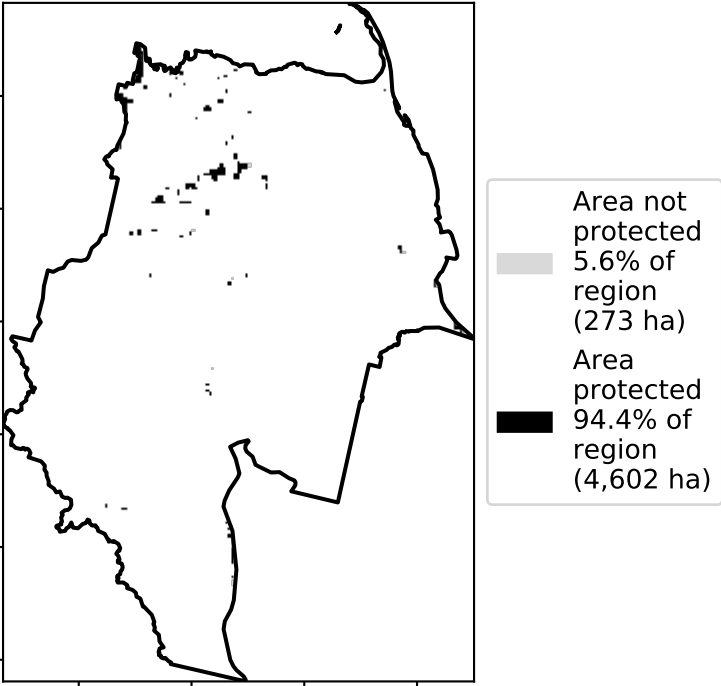 Area not
protected
5.6% of
region
(273 ha)
Area
protected
94.4% of
region
(4,602 ha)